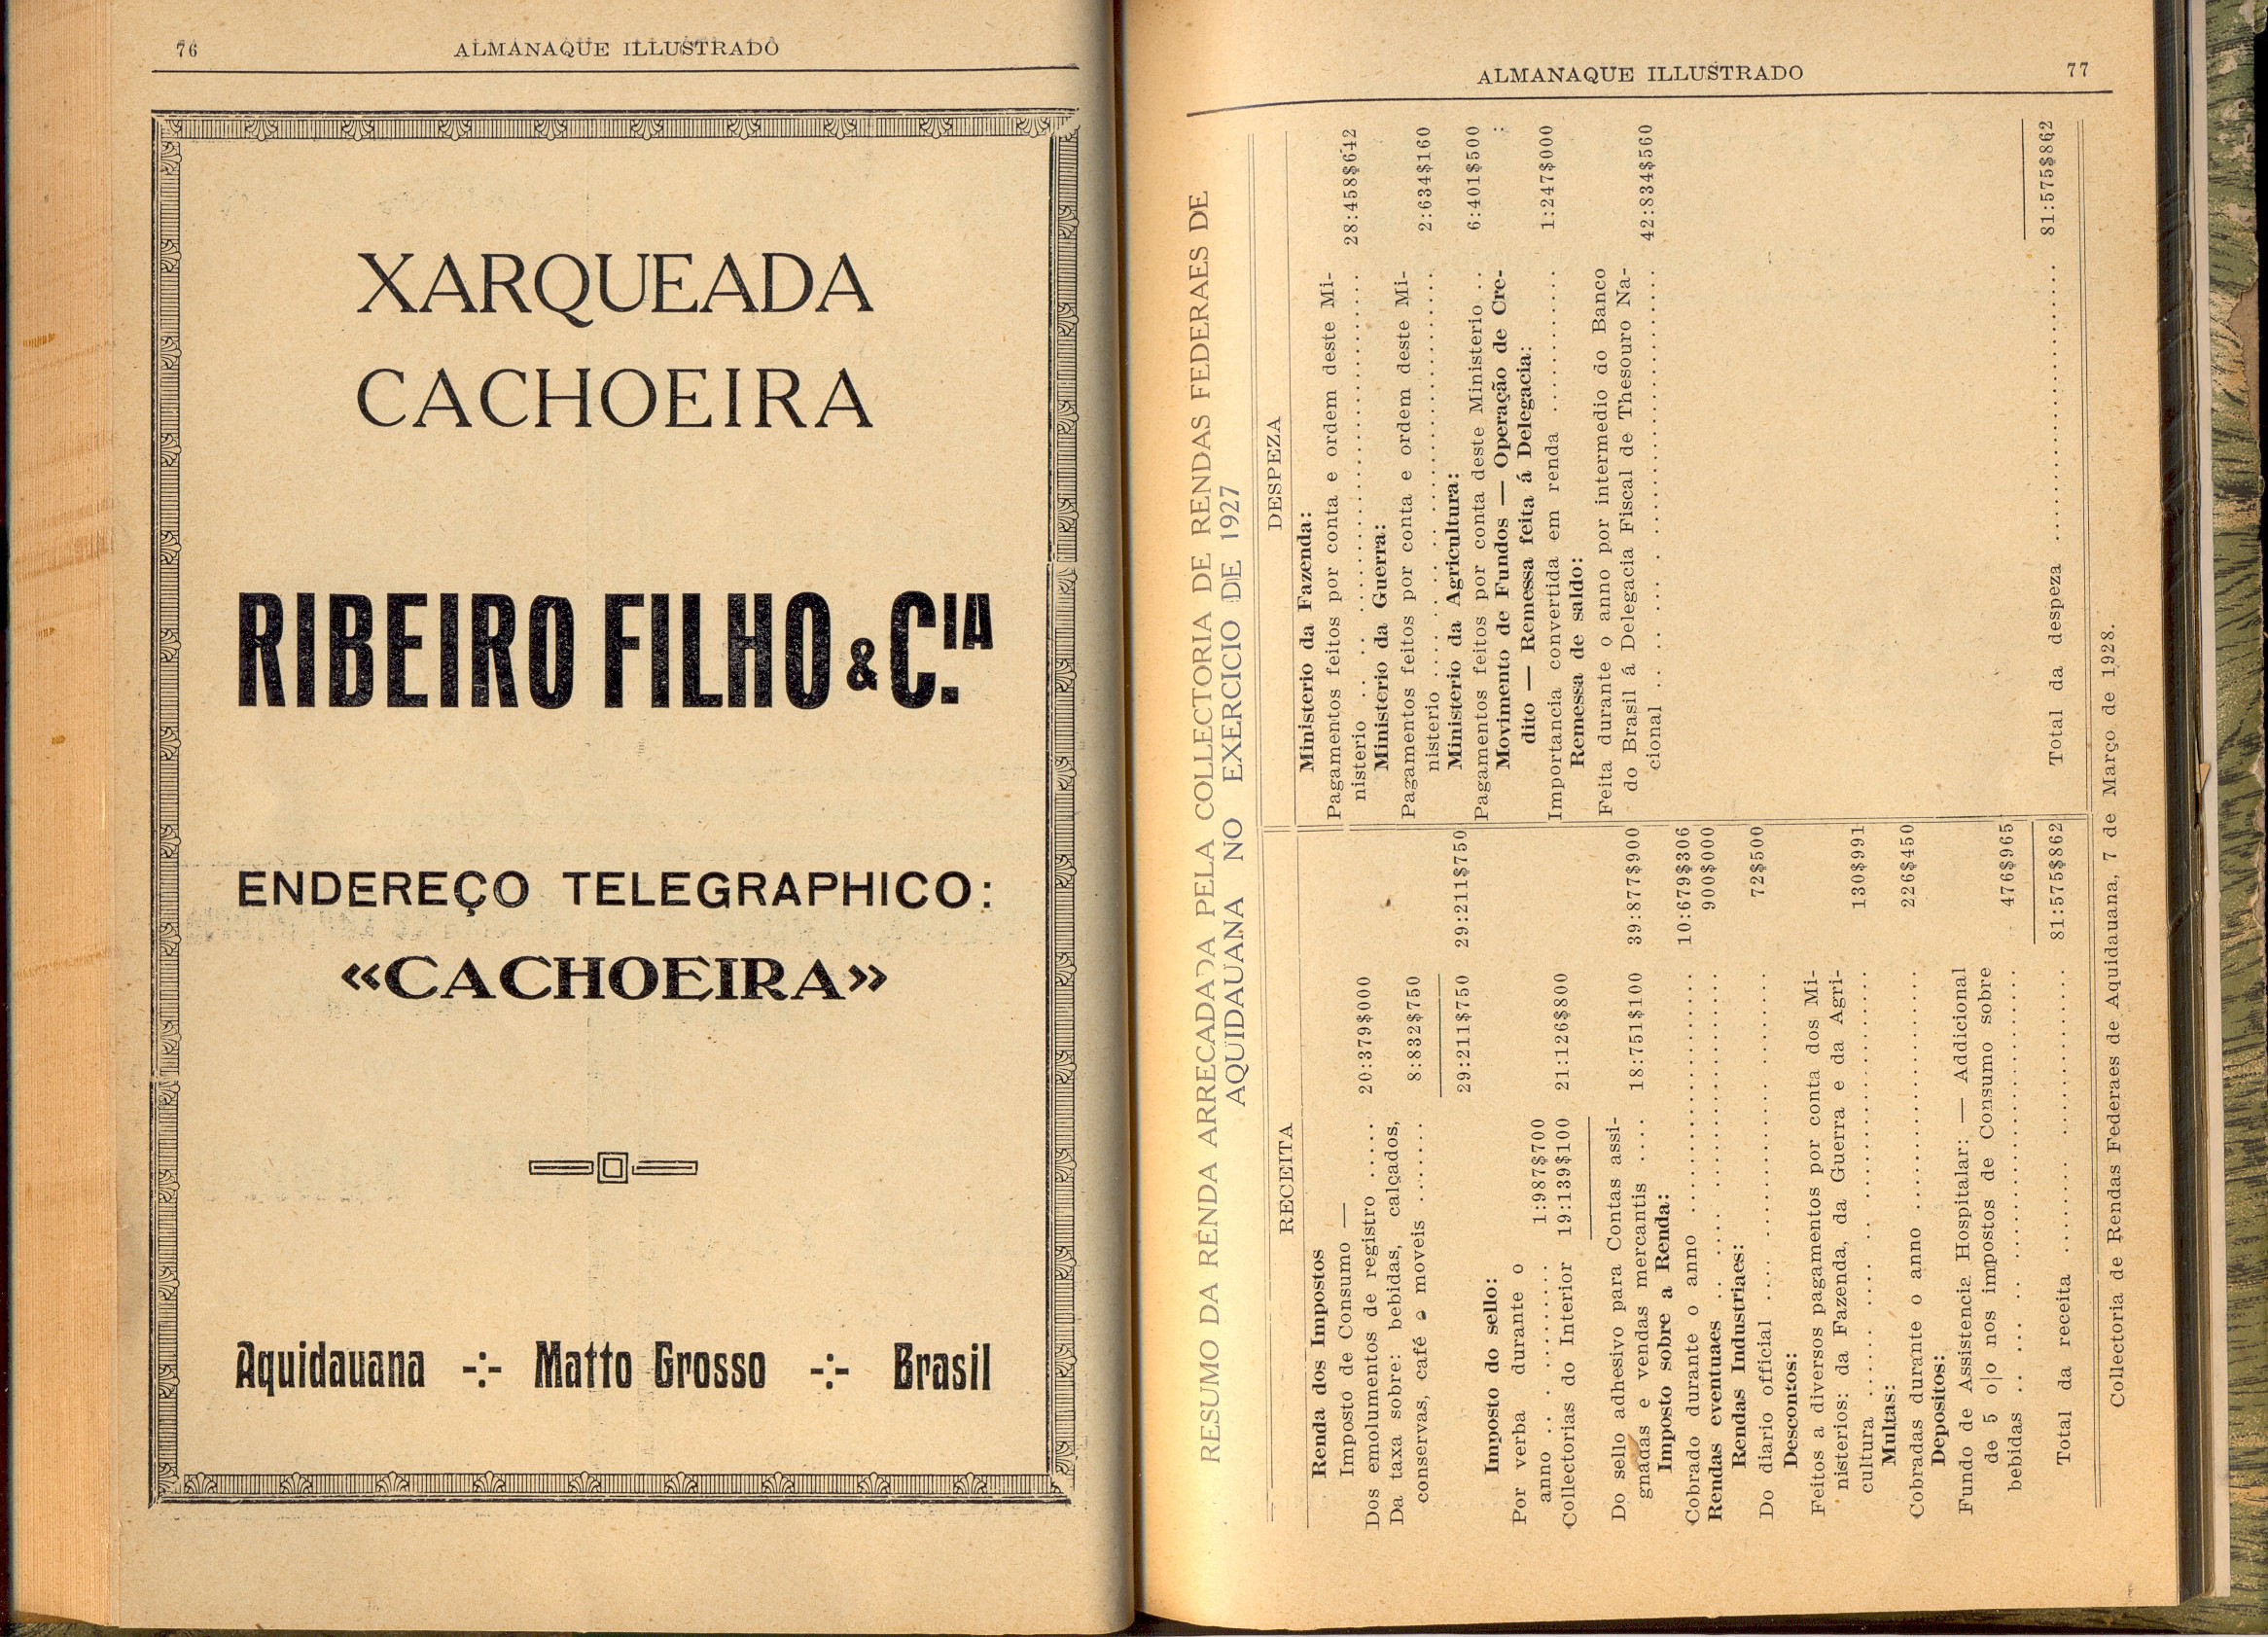 76
ALMANAQUE ILLUSTRADO
XARQUEADA
CACHOEIRA
RIBEIRO FILHO & CIA.
ENDEREÇO TELEGRAPHICO:
«CACHOEIRA»
Aquidauana -:- Matto Grosso -:- Brasil
ALMANAQUE ILLUSTRADO
77
RESUMO DA RENDA ARRECADADA PELA COLLECTORIA DE RENDAS FEDERAES DE
AQUIDAUANA NO EXERCICIO DE 1927
RECEITA
Renda dos Impostos
Imposto de Consumo —
Dos emolumentos de registro ..... 20:379$000
Da taxa sobre: bebidas, calçados,
conservas, café e moveis ....... 8:832$750
29:211$750 29:211$750
Imposto do sello:
Por verba durante o
anno .. . ......... 1:987$700
Collectorias do Interior 19:139$100 21:126$800
Do sello adhesivo para Contas assi-
gnadas e vendas mercantis .... 18:751$100 39:877$900
Imposto sobre a Renda:
Cobrado durante o anno .......................... 10:679$306
Rendas eventuaes .. .... ........................ 900$000
Rendas Industriaes:
Do diario official .... .............. .......... 72$500
Descontos:
Feitos a diversos pagamentos por conta dos Mi-
nisterios: da Fazenda, da Guerra e da Agri-
cultura ...... .... .. ......................... 130$991
Multas:
Cobradas durante o anno ......................... 226$450
Depositos:
Fundo de Assistencia Hospitalar: — Addicional
de 5 o|o nos impostos de Consumo sobre
bebidas .. .... .. ............................. 476$965
Total da receita ........ ................ 81:575$862
DESPEZA
Ministerio da Fazenda:
Pagamentos feitos por conta e ordem deste Mi-
nisterio .. .. ................................. 28:458$642
Ministerio da Guerra:
Pagamentos feitos por conta e ordem deste Mi-
nisterio .... .. .. ............................ 2:634$160
Ministerio da Agricultura:
Pagamentos feitos por conta deste Ministerio .. 6:401$500
Movimento de Fundos — Operação de Cre- :
dito — Remessa feita á Delegacia:
Importancia convertida em renda ............. 1:247$000
Remessa de saldo:
Feita durante o anno por intermedio do Banco
do Brasil á Delegacia Fiscal de Thesouro Na-
cional .. .. ... . ............................. 42:834$560
Total da despeza .......................... 81:575$862
Collectoria de Rendas Federaes de Aquidauana, 7 de Março de 1928.